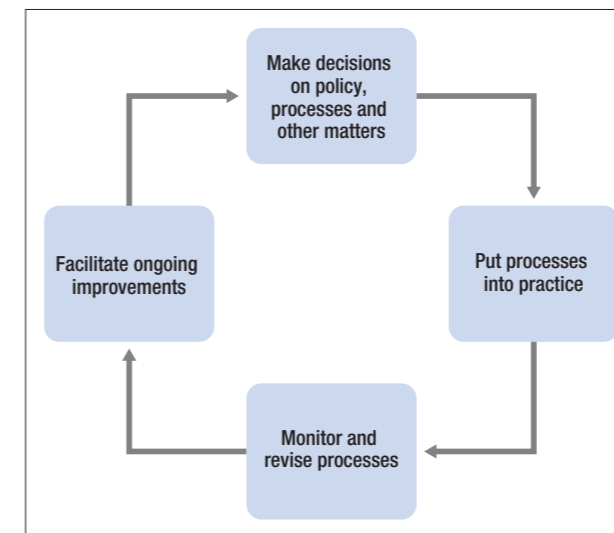 Make decisions
on policy,
processes and
other matters
Put processes
into practice
Monitor and
revise processes
Facilitate ongoing
improvements